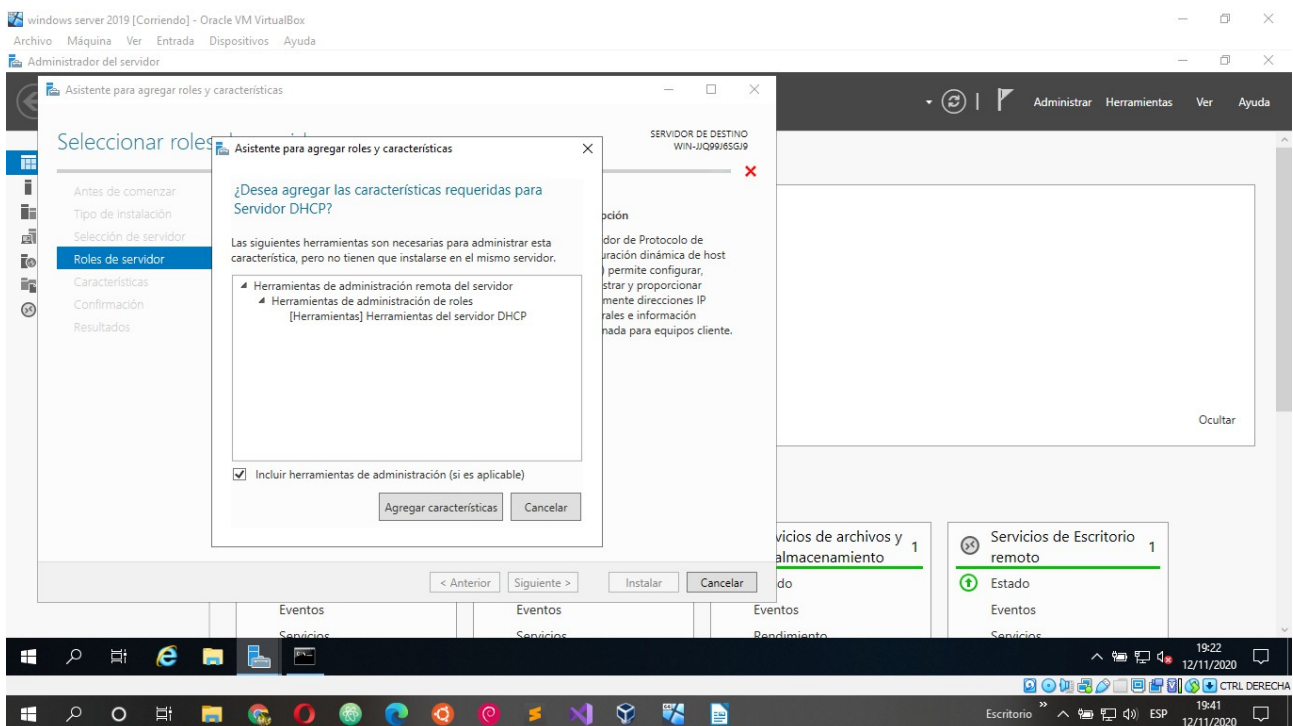 windows server 2019 [Corriendo] - Oracle VM VirtualBox
Archivo Máquina Ver Entrada Dispositivos Ayuda
Administrador del servidor
Administrar Herramientas Ver Ayuda
Asistente para agregar roles y características
Seleccionar roles
SERVIDOR DE DESTINO
WIN-JJQ99J6SGJ9
Antes de comenzar
Tipo de instalación
Selección de servidor
Roles de servidor
Características
Confirmación
Resultados
Asistente para agregar roles y características
¿Desea agregar las características requeridas para
Servidor DHCP?
Las siguientes herramientas son necesarias para administrar esta
característica, pero no tienen que instalarse en el mismo servidor.
Herramientas de administración remota del servidor
Herramientas de administración de roles
[Herramientas] Herramientas del servidor DHCP
Incluir herramientas de administración (si es aplicable)
Agregar características Cancelar
pción
dor de Protocolo de
uración dinámica de host
) permite configurar,
strar y proporcionar
mente direcciones IP
rales e información
nada para equipos cliente.
< Anterior Siguiente > Instalar Cancelar
Ocultar
vicios de archivos y
almacenamiento 1
do
Eventos
Rendimiento
Servicios de Escritorio
remoto 1
Estado
Eventos
Servicios
Eventos
Servicios
Eventos
Servicios
19:22
12/11/2020
CTRL DERECHA
Escritorio ESP
19:41
12/11/2020